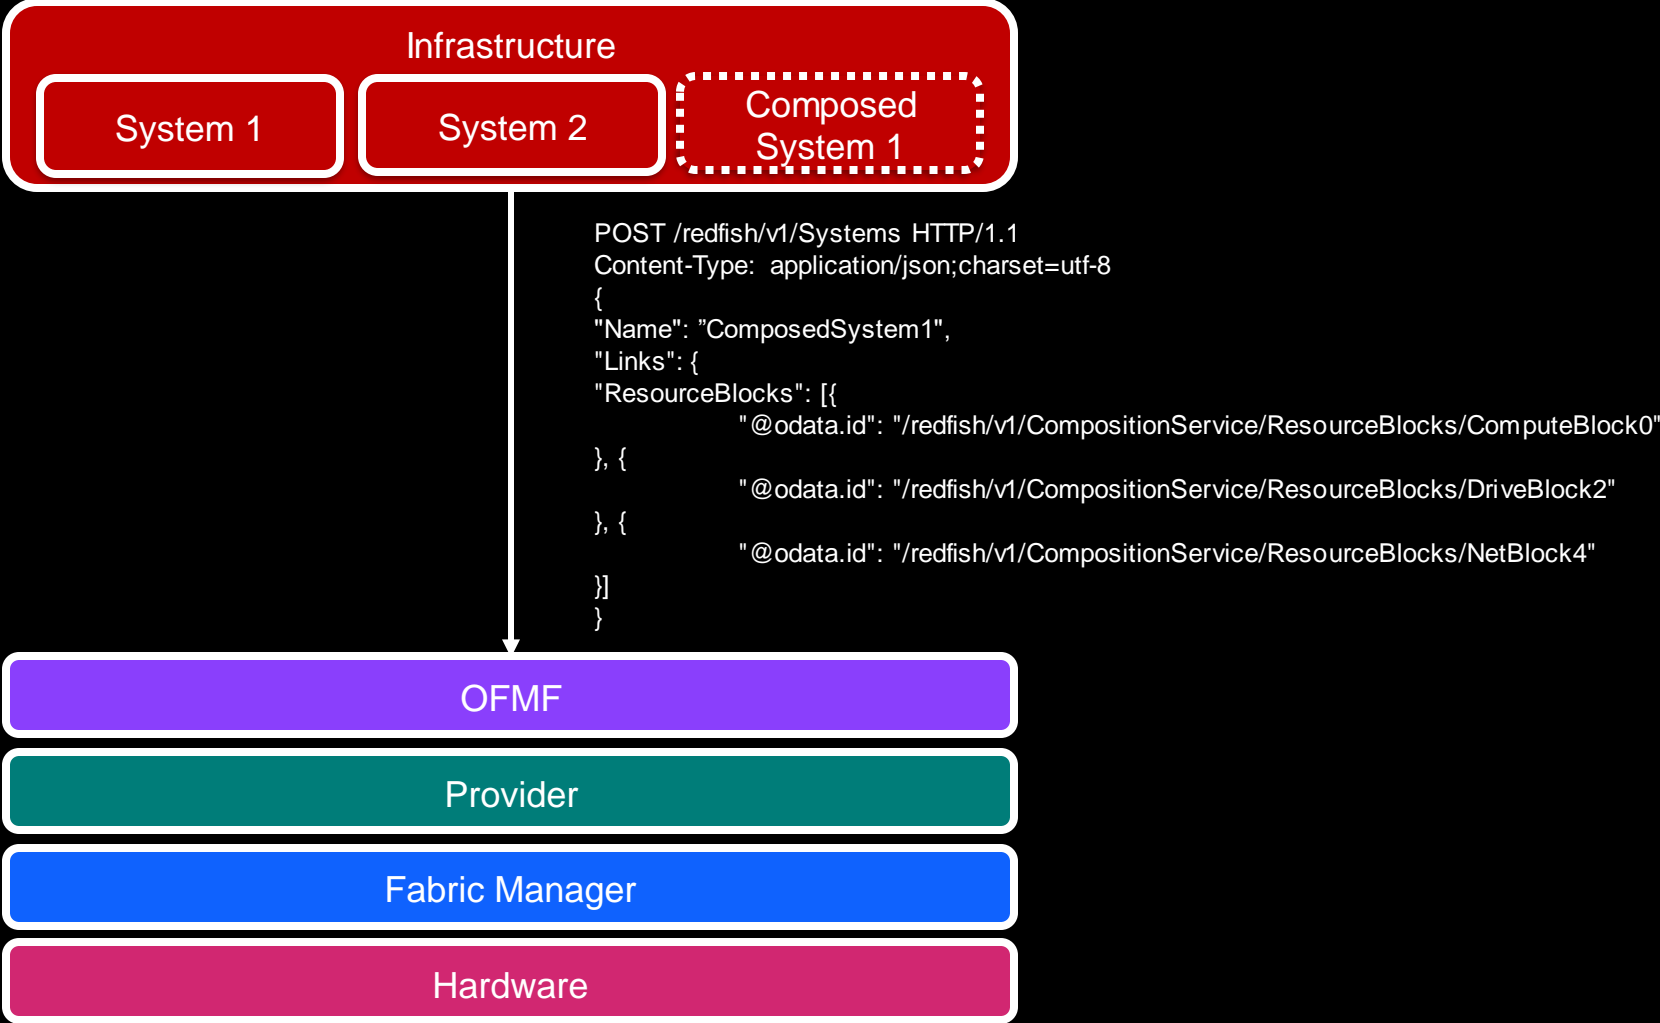 Infrastructure
System 1
System 2
Composed
System 1
POST /redfish/v1/Systems HTTP/1.1
Content-Type: application/json;charset=utf-8
{
"Name": ”ComposedSystem1",
"Links": {
"ResourceBlocks": [{
"@odata.id": "/redfish/v1/CompositionService/ResourceBlocks/ComputeBlock0"
}, {
"@odata.id": "/redfish/v1/CompositionService/ResourceBlocks/DriveBlock2"
}, {
"@odata.id": "/redfish/v1/CompositionService/ResourceBlocks/NetBlock4"
}]
}
OFMF
Provider
Fabric Manager
Hardware